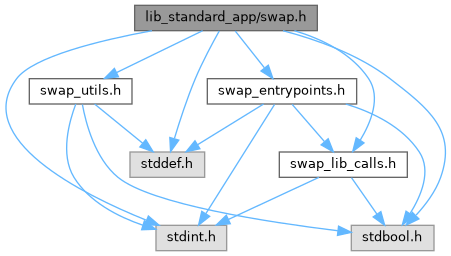 lib_standard_app/swap.h
swap_utils.h
swap_entrypoints.h
stddef.h
swap_lib_calls.h
stdint.h
stdbool.h